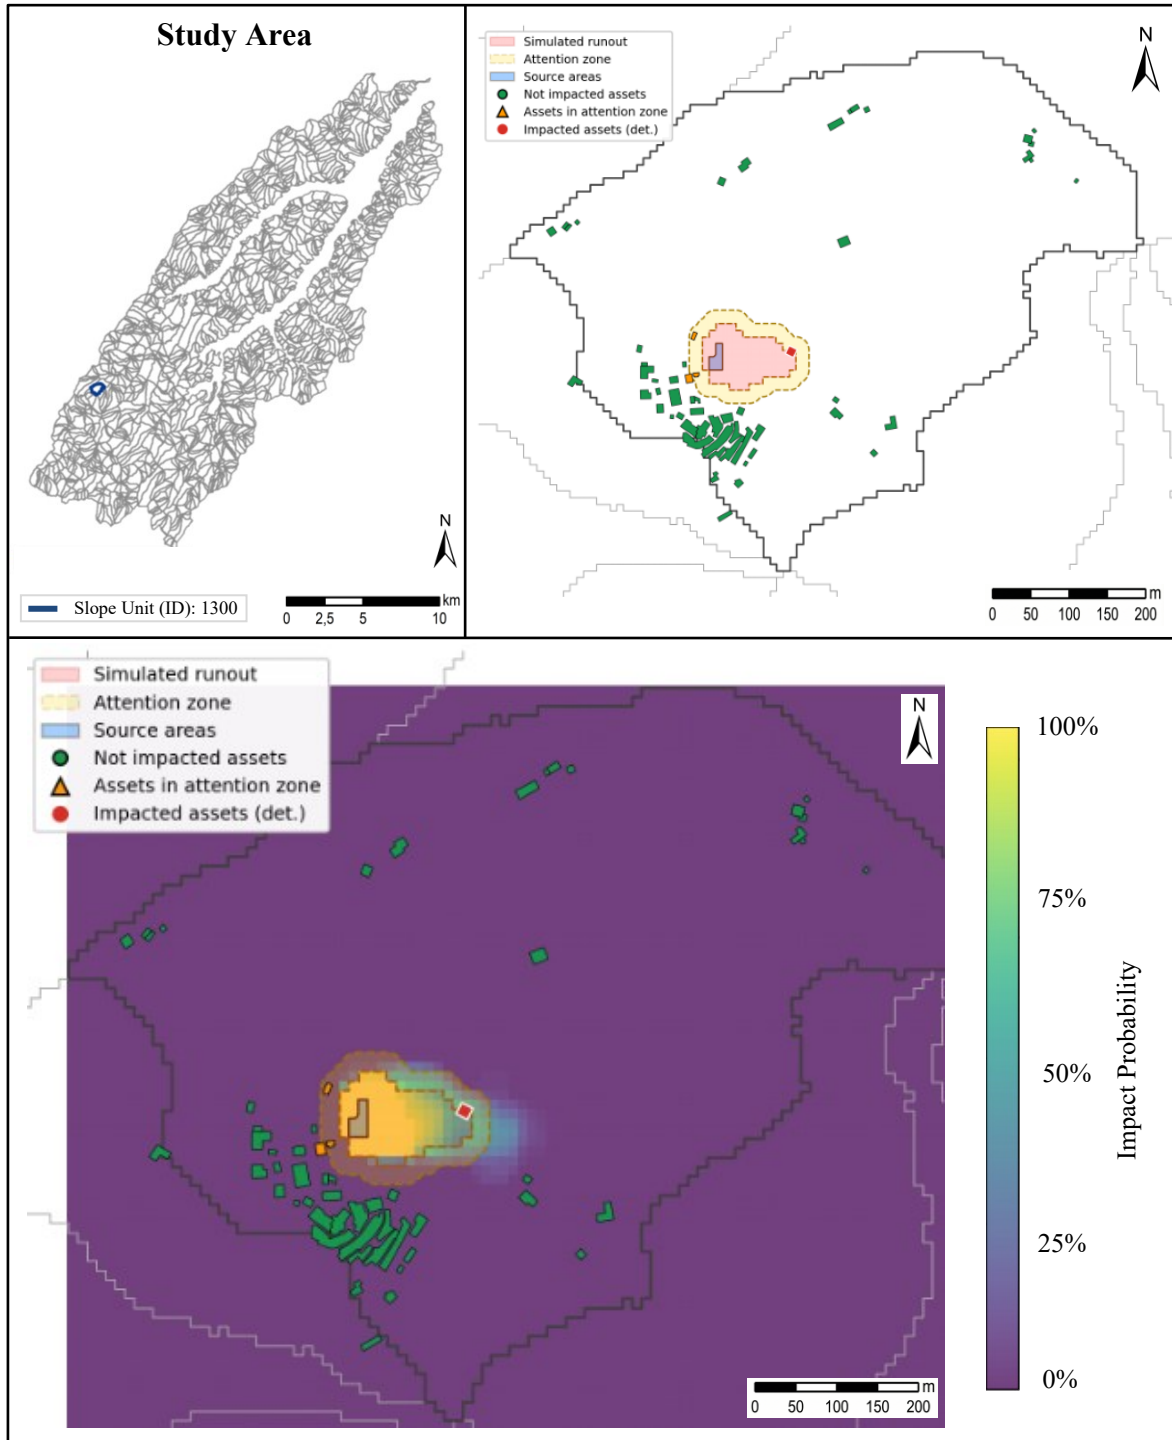 Study Area
N
Slope Unit (ID): 1300
km
0 2,5 5 10
Simulated runout
Attention zone
Source areas
Not impacted assets
Assets in attention zone
Impacted assets (det.)
N
m
0 50 100 150 200
Simulated runout
Attention zone
Source areas
Not impacted assets
Assets in attention zone
Impacted assets (det.)
N
m
0 50 100 150 200
100%
75%
50%
25%
0%
Impact Probability